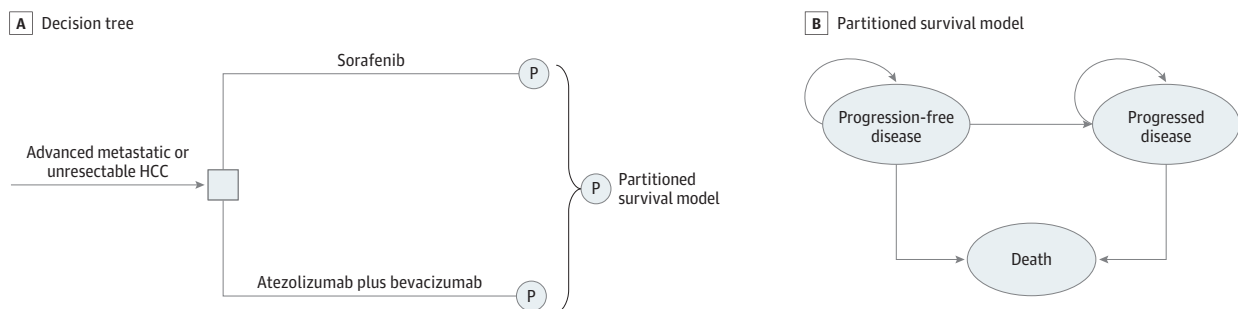 A Decision tree
Sorafenib
P
Advanced metastatic or
unresectable HCC
P
Partitioned
survival model
Atezolizumab plus bevacizumab
P
B Partitioned survival model
Progression-free
disease
Progressed
disease
Death